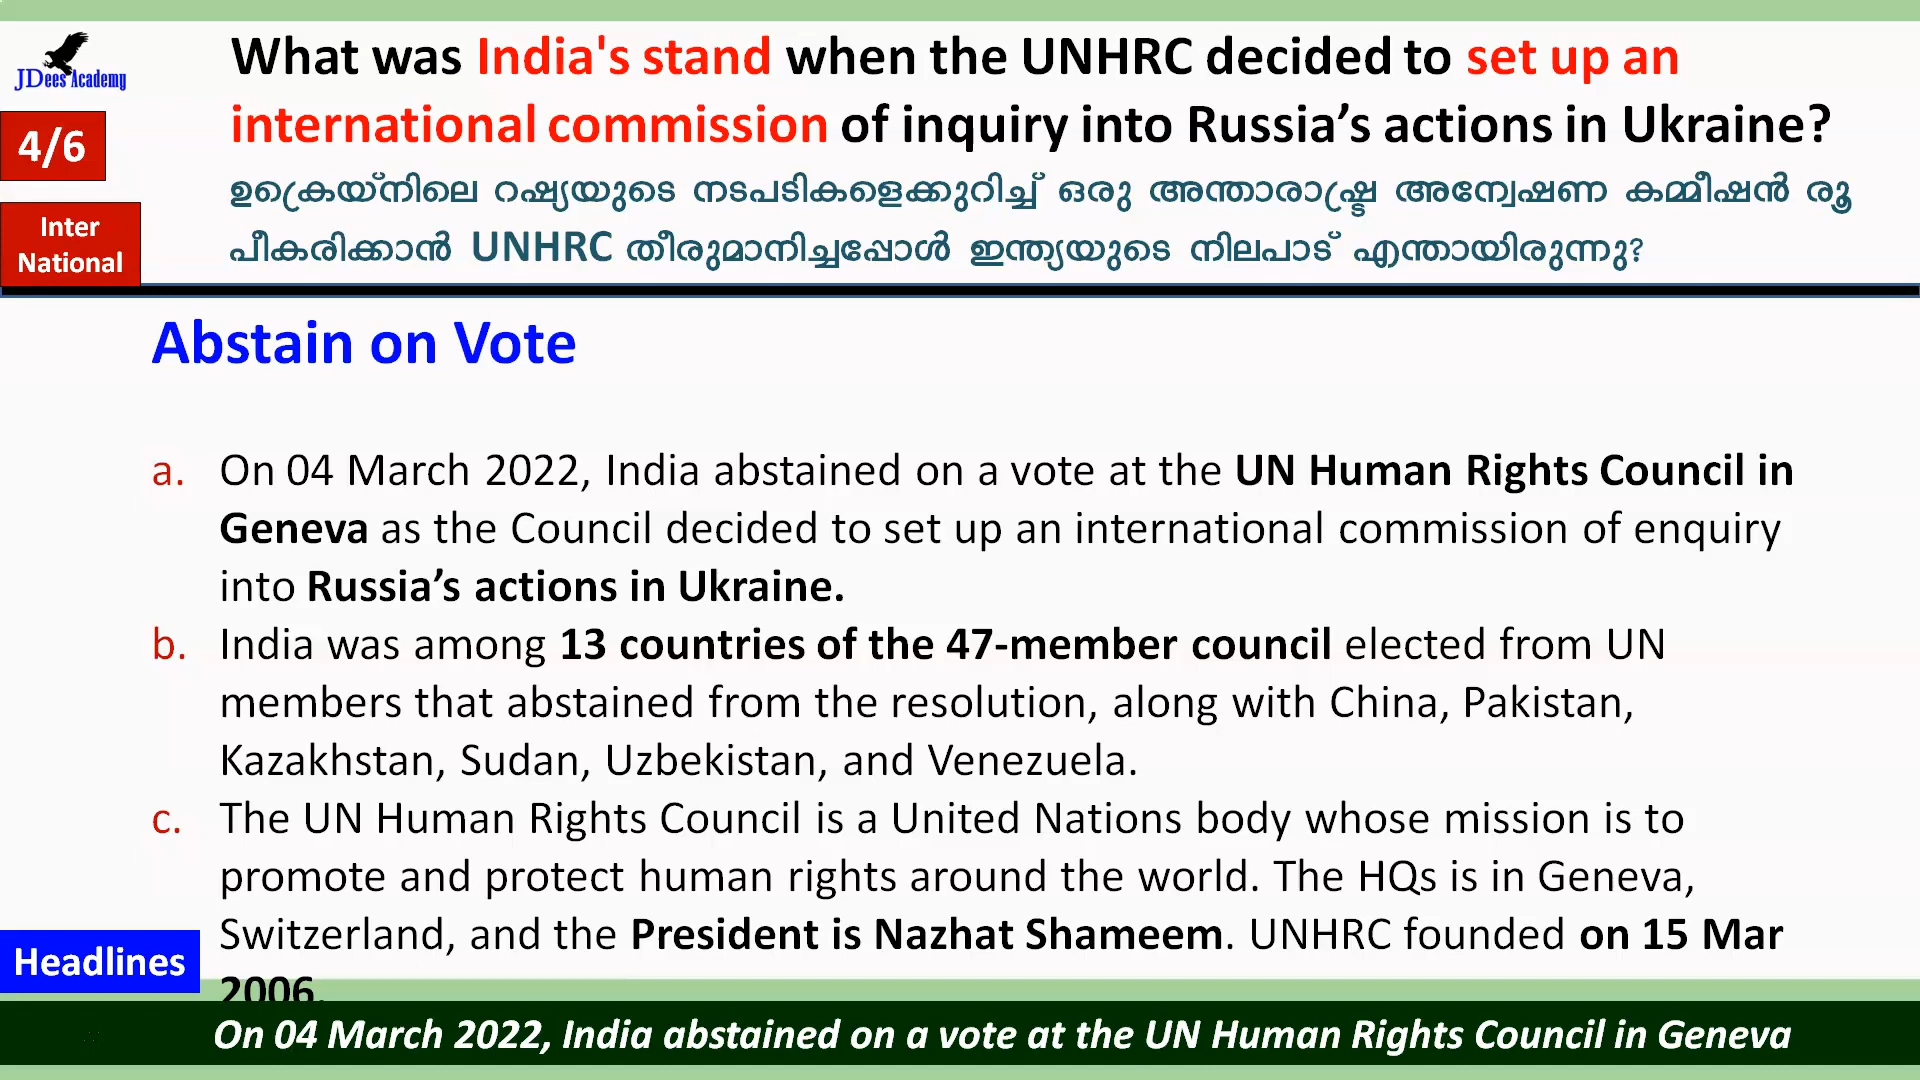 JDees Academy
What was India's stand when the UNHRC decided to set up an
international commission of inquiry into Russia’s actions in Ukraine?
4/6
ഉക്രെയ്നിലെ റഷ്യയുടെ നടപടികളെക്കുറിച്ച് ഒരു അന്താരാഷ്ട്ര അന്വേഷണ കമ്മീഷൻ രൂ
പീകരിക്കാൻ UNHRC തീരുമാനിച്ചപ്പോൾ ഇന്ത്യയുടെ നിലപാട് എന്തായിരുന്നു?
Inter
National
Abstain on Vote
a. On 04 March 2022, India abstained on a vote at the UN Human Rights Council in
Geneva as the Council decided to set up an international commission of enquiry
into Russia’s actions in Ukraine.
b. India was among 13 countries of the 47-member council elected from UN
members that abstained from the resolution, along with China, Pakistan,
Kazakhstan, Sudan, Uzbekistan, and Venezuela.
c. The UN Human Rights Council is a United Nations body whose mission is to
promote and protect human rights around the world. The HQs is in Geneva,
Switzerland, and the President is Nazhat Shameem. UNHRC founded on 15 Mar
2006.
Headlines
On 04 March 2022, India abstained on a vote at the UN Human Rights Council in Geneva